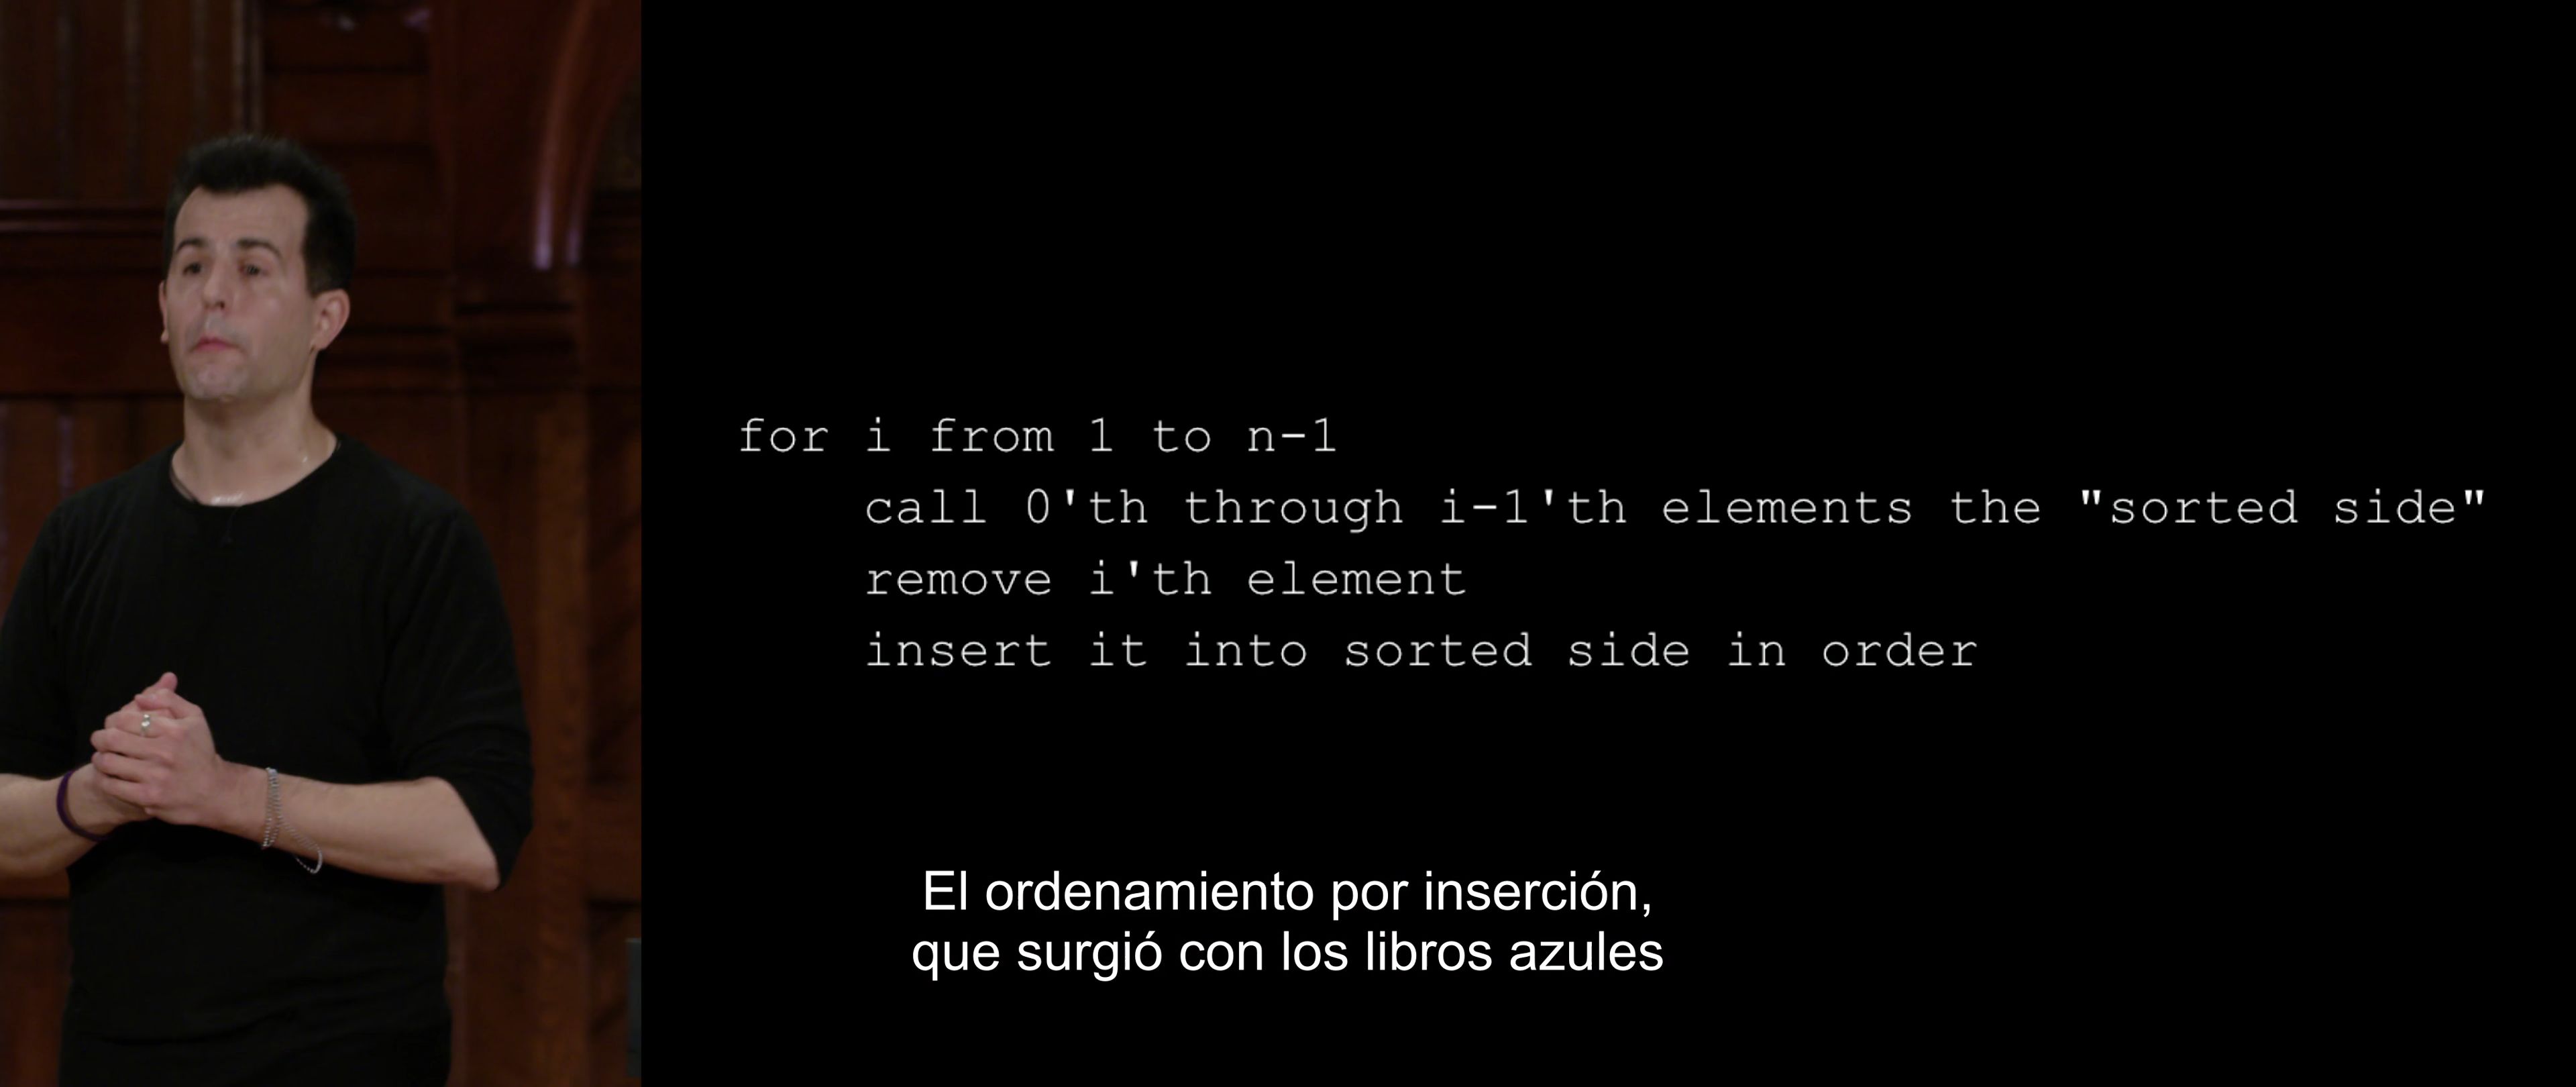 for i from 1 to n-1
call 0'th through i-1'th elements the "sorted side"
remove i'th element
insert it into sorted side in order
El ordenamiento por inserción,
que surgió con los libros azules